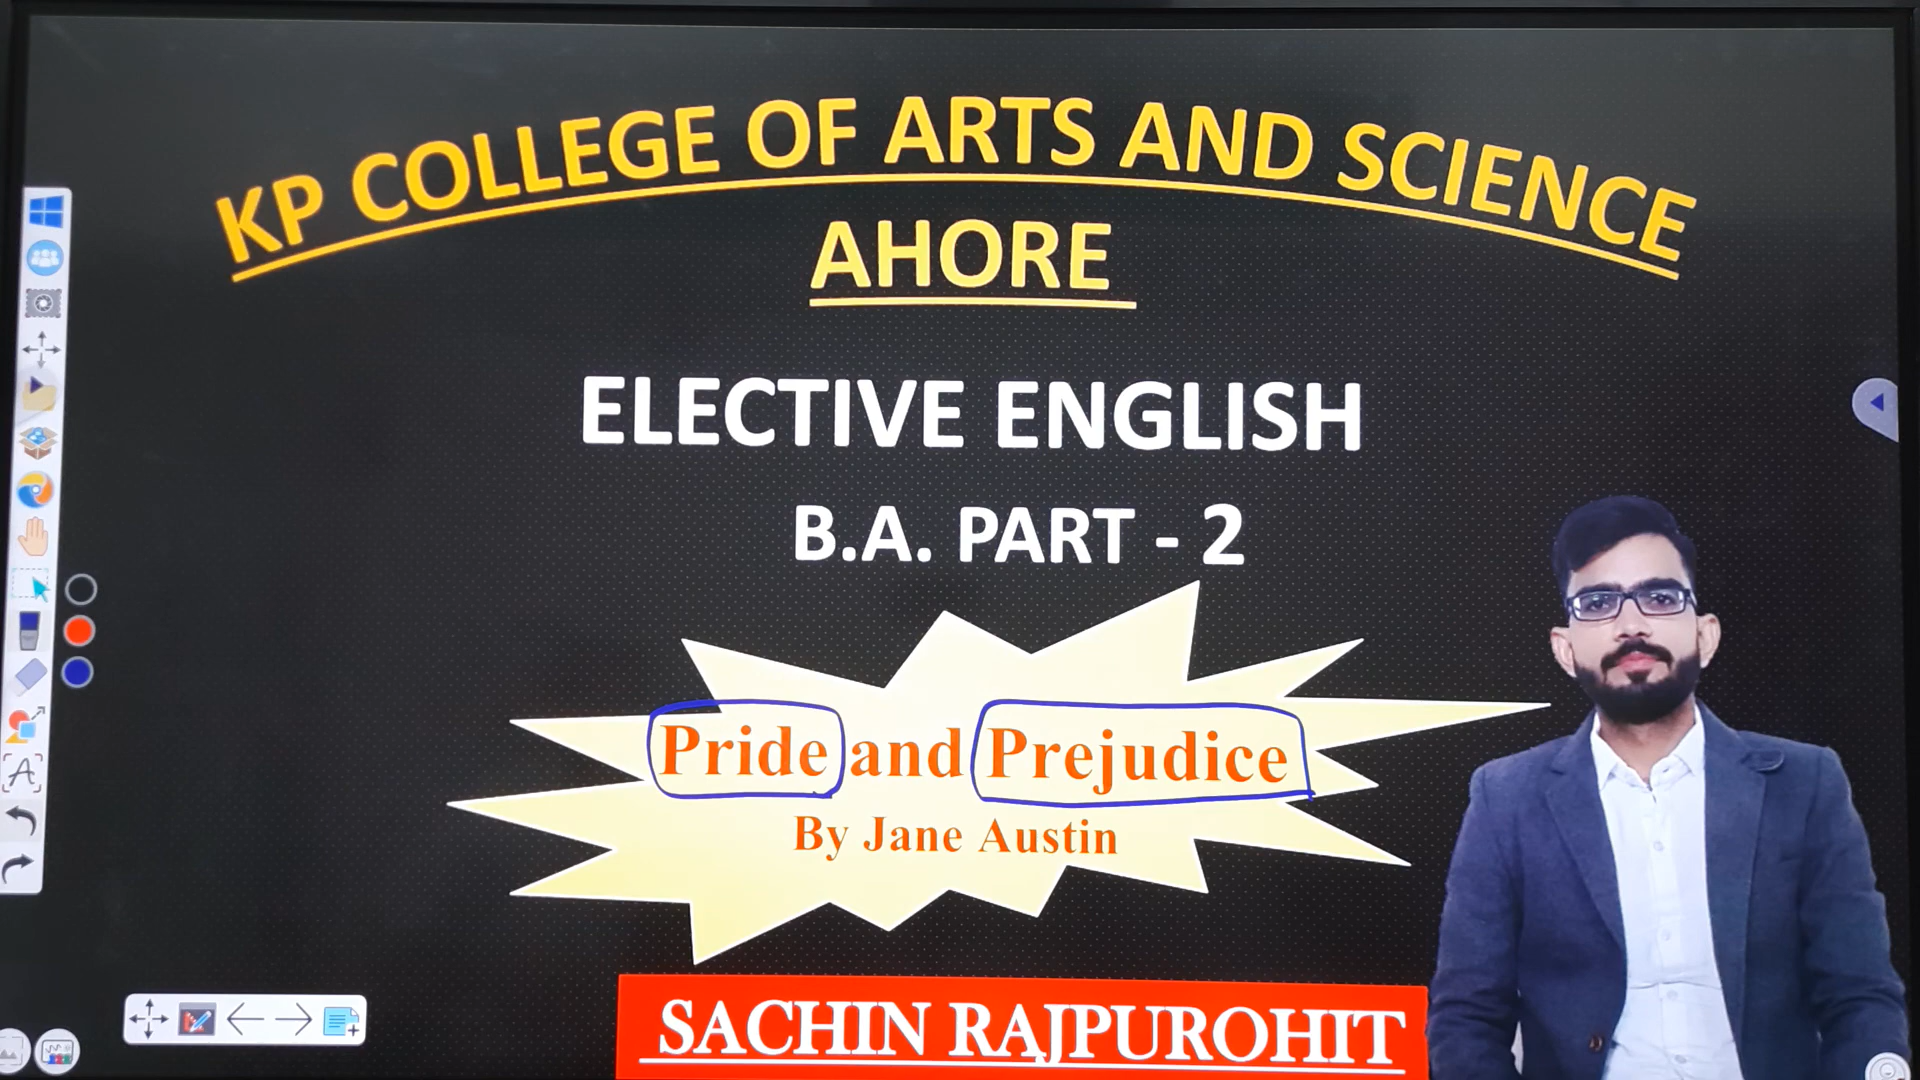 KP COLLEGE OF ARTS AND SCIENCE
AHORE
ELECTIVE ENGLISH
B.A. PART - 2
Pride and Prejudice
By Jane Austin
SACHIN RAJPUROHIT